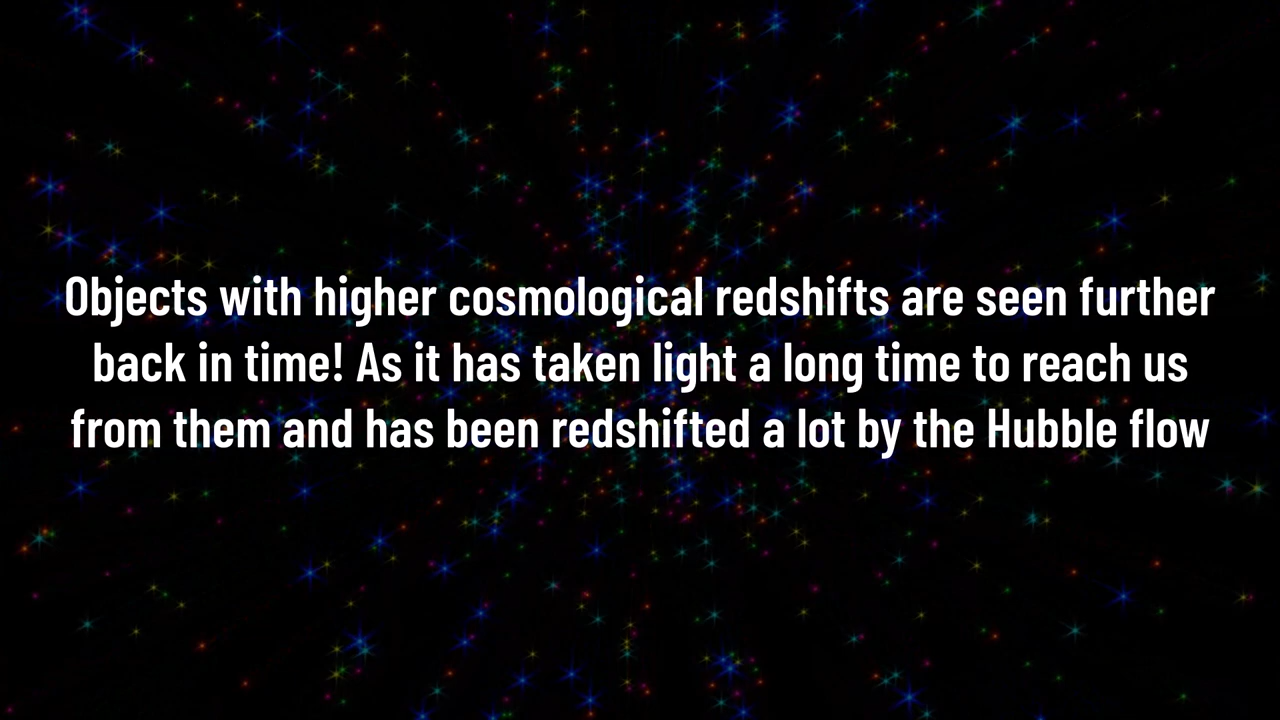 Objects with higher cosmological redshifts are seen further
back in time! As it has taken light a long time to reach us
from them and has been redshifted a lot by the Hubble flow